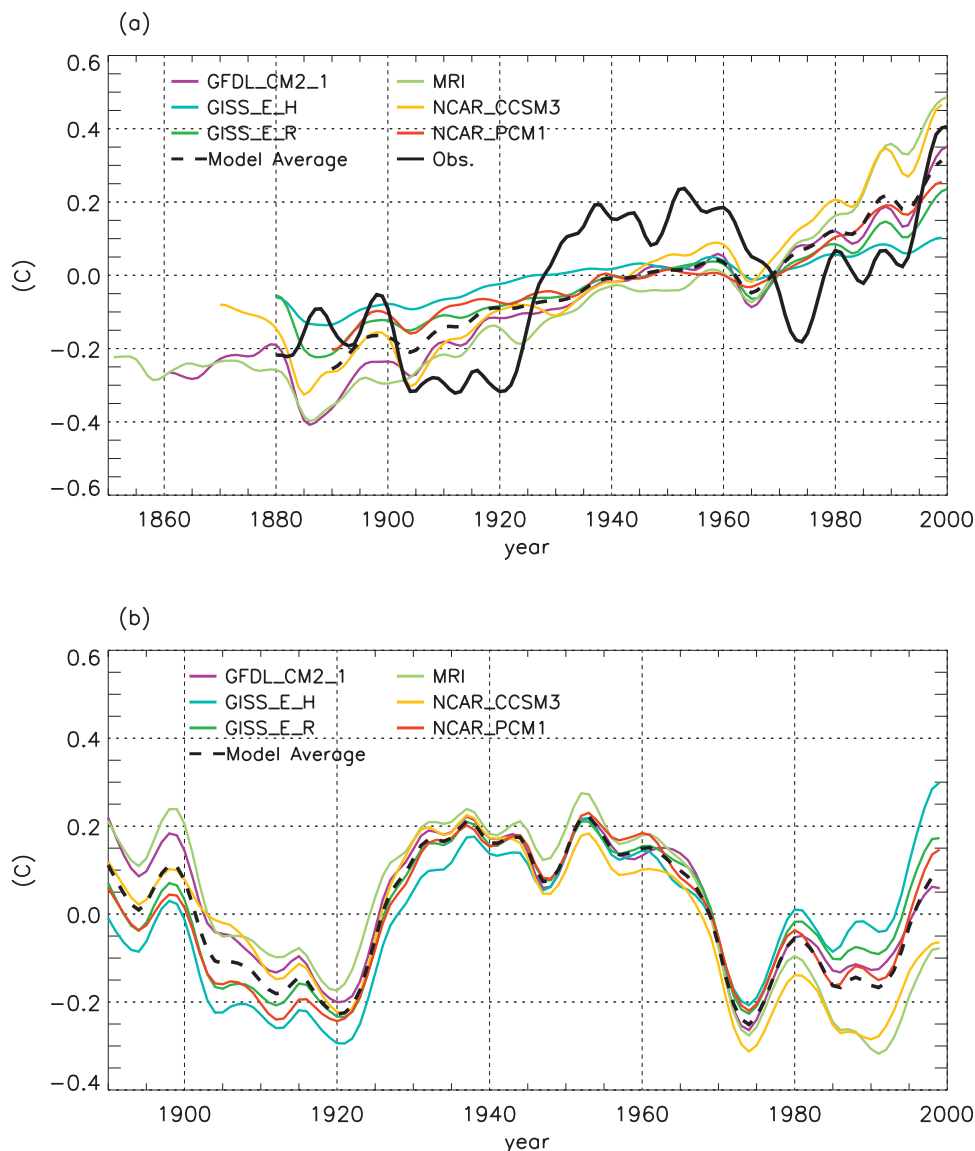 (a)
0.6
0.4
0.2
0.0
−0.2
−0.4
−0.6
(C)
GFDL_CM2_1
GISS_E_H
GISS_E_R
Model Average
MRI
NCAR_CCSM3
NCAR_PCM1
Obs.
1860 1880 1900 1920 1940 1960 1980 2000
year
(b)
0.6
0.4
0.2
0.0
−0.2
−0.4
(C)
GFDL_CM2_1
GISS_E_H
GISS_E_R
Model Average
MRI
NCAR_CCSM3
NCAR_PCM1
1900 1920 1940 1960 1980 2000
year